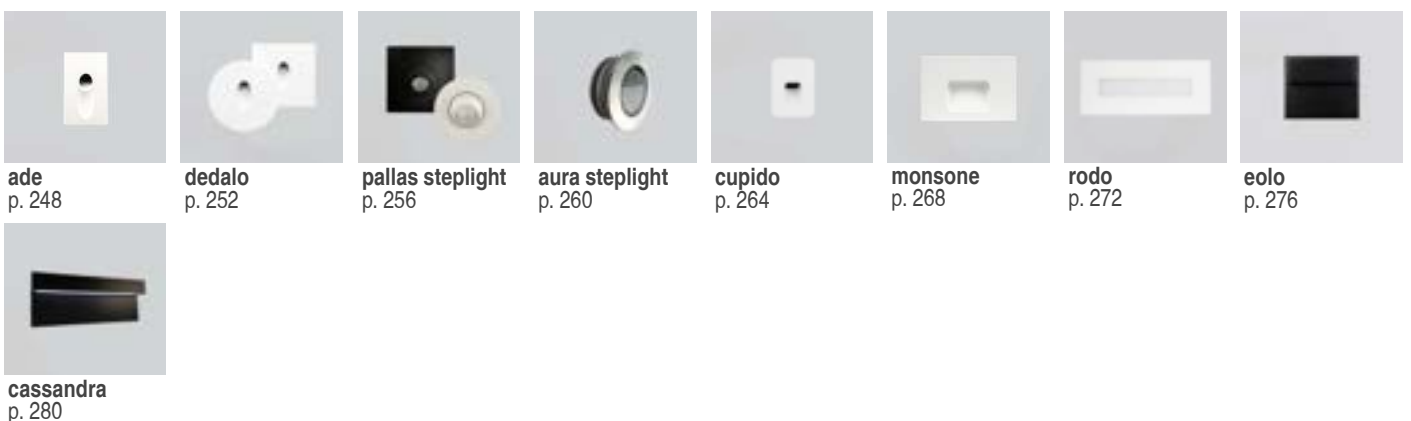 ade
p. 248
dedalo
p. 252
pallas steplight
p. 256
aura steplight
p. 260
cupido
p. 264
monsone
p. 268
rodo
p. 272
eolo
p. 276
cassandra
p. 280